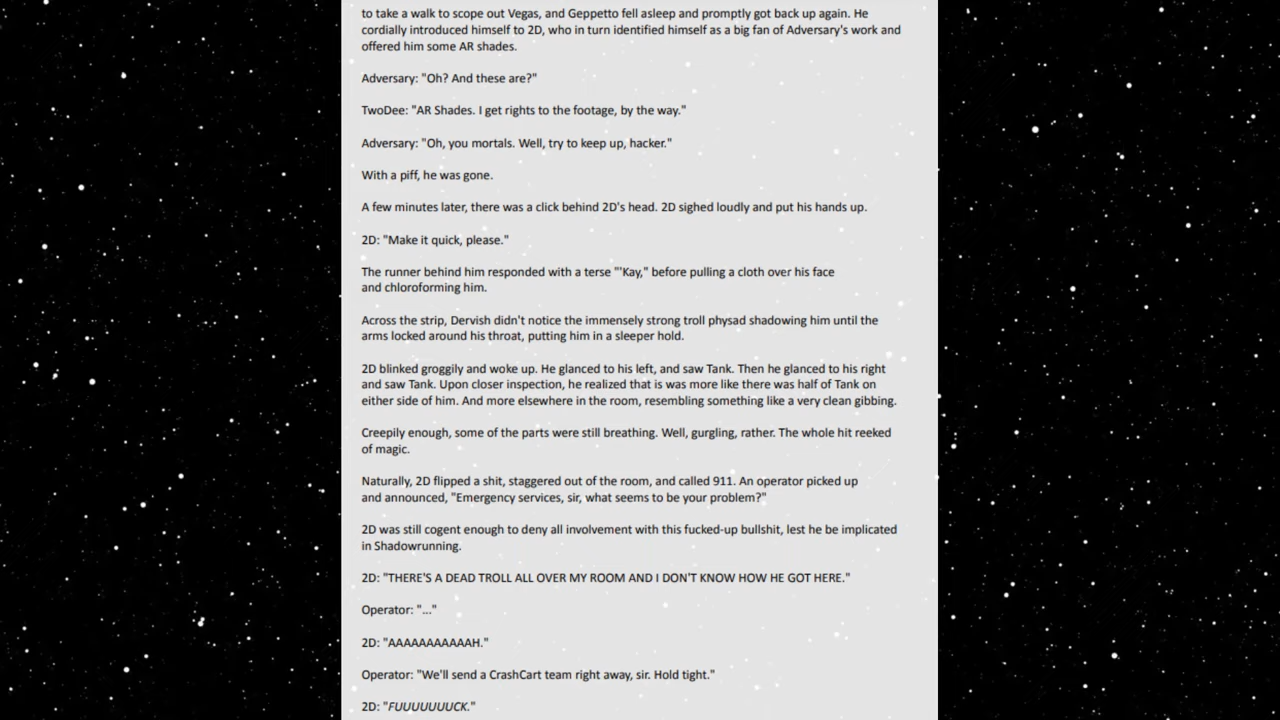 to take a walk to scope out Vegas, and Geppetto fell asleep and promptly got back up again. He
cordially introduced himself to 2D, who in turn identified himself as a big fan of Adversary's work and
offered him some AR shades.
Adversary: "Oh? And these are?"
TwoDee: "AR Shades. I get rights to the footage, by the way."
Adversary: "Oh, you mortals. Well, try to keep up, hacker."
With a piff, he was gone.
A few minutes later, there was a click behind 2D's head. 2D sighed loudly and put his hands up.
2D: "Make it quick, please."
The runner behind him responded with a terse "'Kay," before pulling a cloth over his face
and chloroforming him.
Across the strip, Dervish didn't notice the immensely strong troll physad shadowing him until the
arms locked around his throat, putting him in a sleeper hold.
2D blinked groggily and woke up. He glanced to his left, and saw Tank. Then he glanced to his right
and saw Tank. Upon closer inspection, he realized that is was more like there was half of Tank on
either side of him. And more elsewhere in the room, resembling something like a very clean gibbing.
Creepily enough, some of the parts were still breathing. Well, gurgling, rather. The whole hit reeked
of magic.
Naturally, 2D flipped a shit, staggered out of the room, and called 911. An operator picked up
and announced, "Emergency services, sir, what seems to be your problem?"
2D was still cogent enough to deny all involvement with this fucked-up bullshit, lest he be implicated
in Shadowrunning.
2D: "THERE'S A DEAD TROLL ALL OVER MY ROOM AND I DON'T KNOW HOW HE GOT HERE."
Operator: "..."
2D: "AAAAAAAAAAAH."
Operator: "We'll send a CrashCart team right away, sir. Hold tight."
2D: "FUUUUUUUCK."